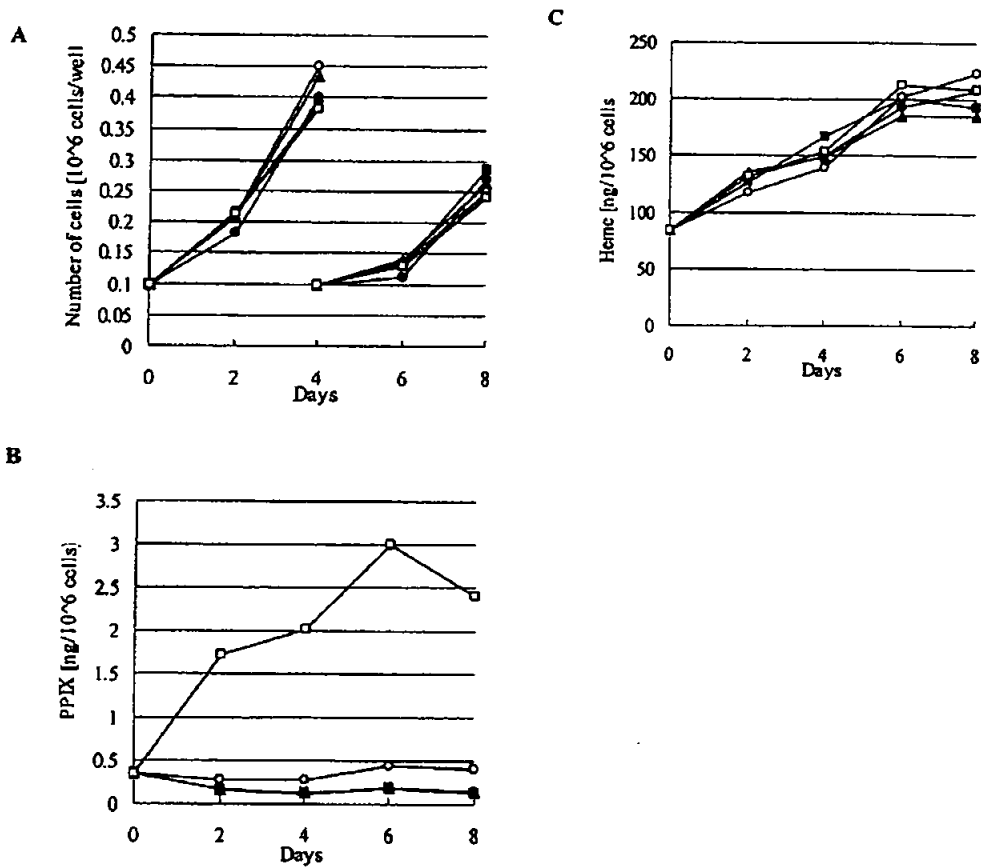 A
Number of cells [10^6 cells/well
0.5
0.45
0.4
0.35
0.3
0.25
0.2
0.15
0.1
0.05
0
0 2 4 6 8
Days
C
Heme [ng/10^6 cells
250
200
150
100
50
0
0 2 4 6 8
Days
B
PPIX [ng/10^6 cells]
3.5
3
2.5
2
1.5
1
0.5
0
0 2 4 6 8
Days